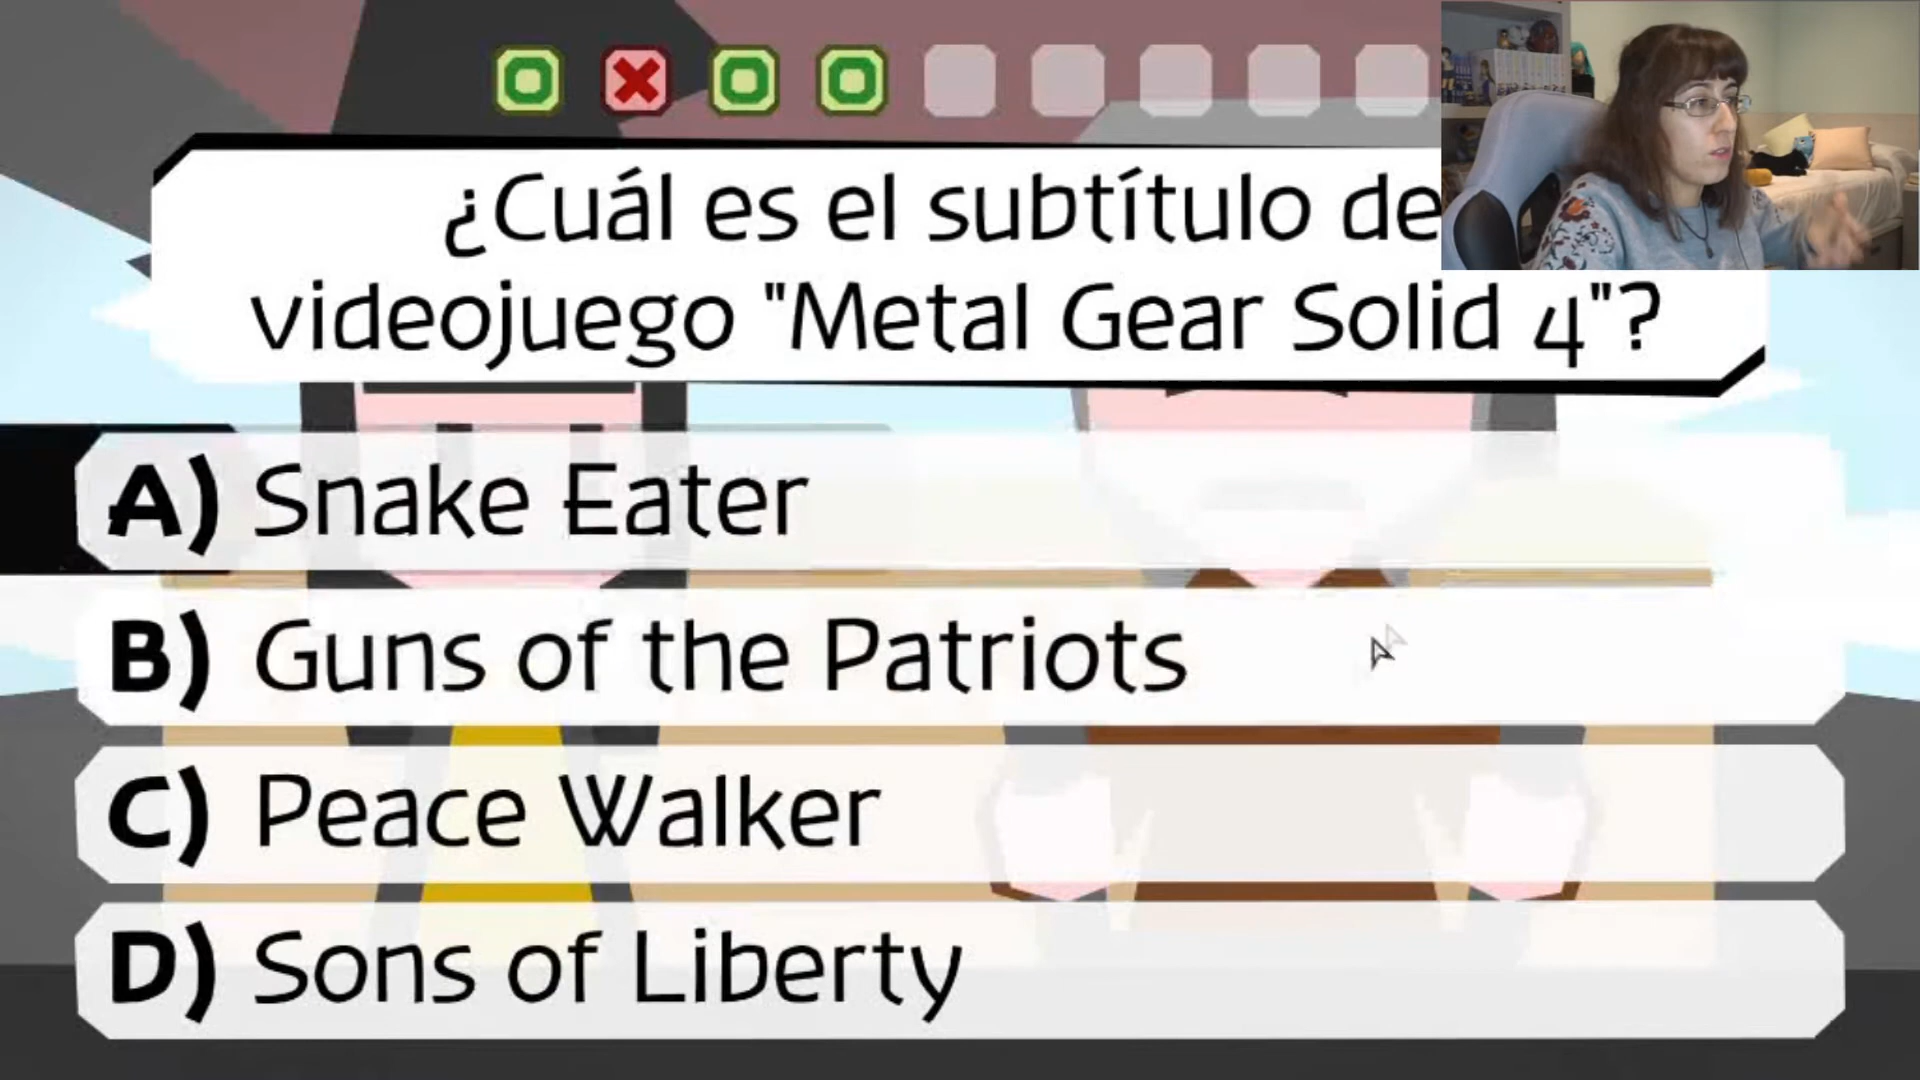 ¿Cuál es el subtítulo de
videojuego "Metal Gear Solid 4"?
A) Snake Eater
B) Guns of the Patriots
C) Peace Walker
D) Sons of Liberty